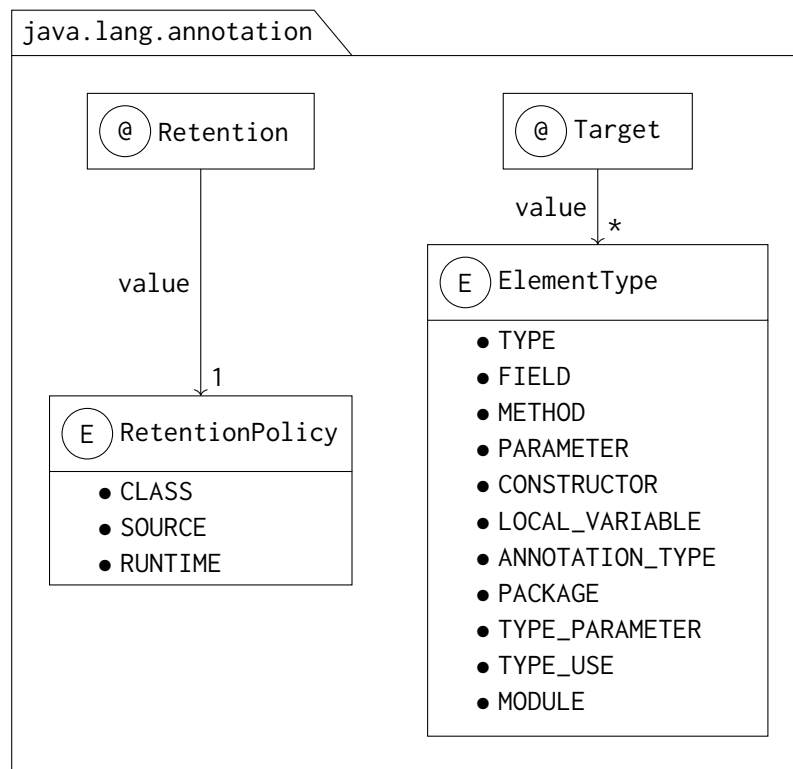 java.lang.annotation
@ Retention
@ Target
value
*
value
1
E ElementType
TYPE
FIELD
METHOD
PARAMETER
CONSTRUCTOR
LOCAL_VARIABLE
ANNOTATION_TYPE
PACKAGE
TYPE_PARAMETER
TYPE_USE
MODULE
E RetentionPolicy
CLASS
SOURCE
RUNTIME